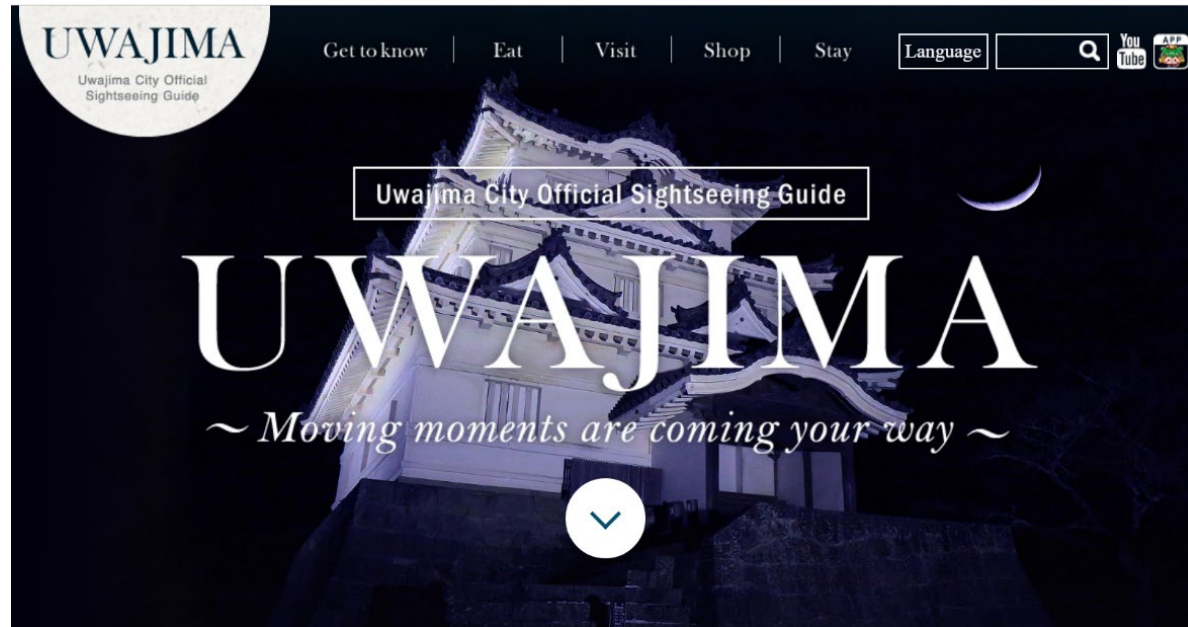 UWAJIMA
Uwajima City Official
Sightseeing Guide
Get to know
Eat
Visit
Shop
Stay
Language
You
Tube
APP
Uwajima City Official Sightseeing Guide
UWAJIMA
~ Moving moments are coming your way ~